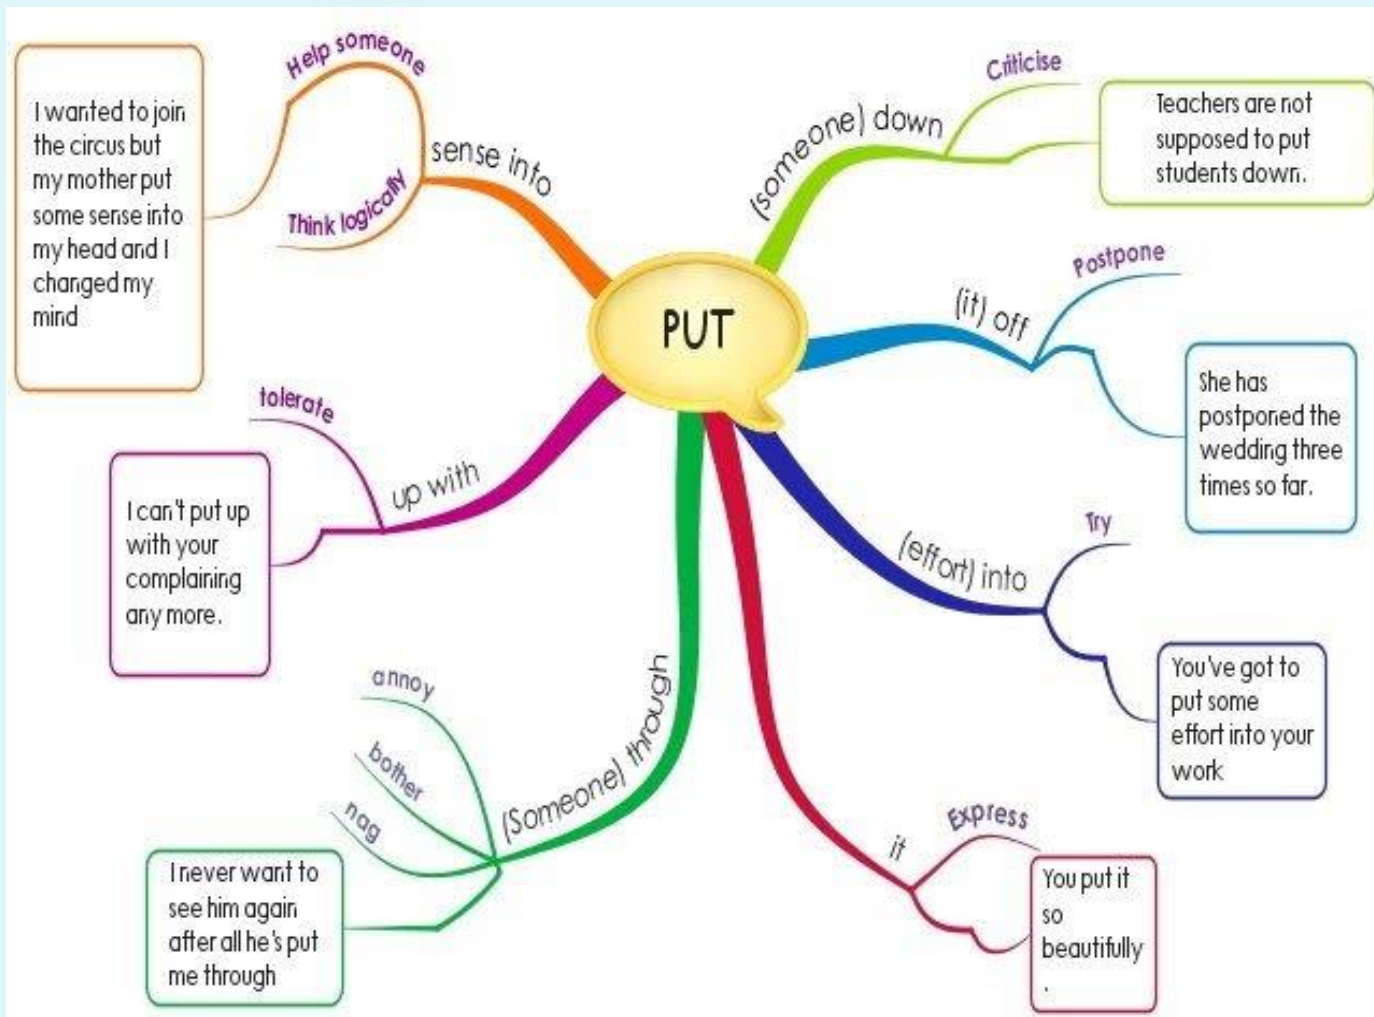 PUT
sense into
Help someone
Think logically
I wanted to join
the circus but
my mother put
some sense into
my head and I
changed my
mind
up with
tolerate
I can't put up
with your
complaining
any more.
(Someone) through
annoy
bother
nag
I never want to
see him again
after all he's put
me through
(someone) down
Criticise
Teachers are not
supposed to put
students down.
(it) off
Postpone
She has
postponed the
wedding three
times so far.
(effort) into
Try
You've got to
put some
effort into your
work
it
Express
You put it
so
beautifully
.